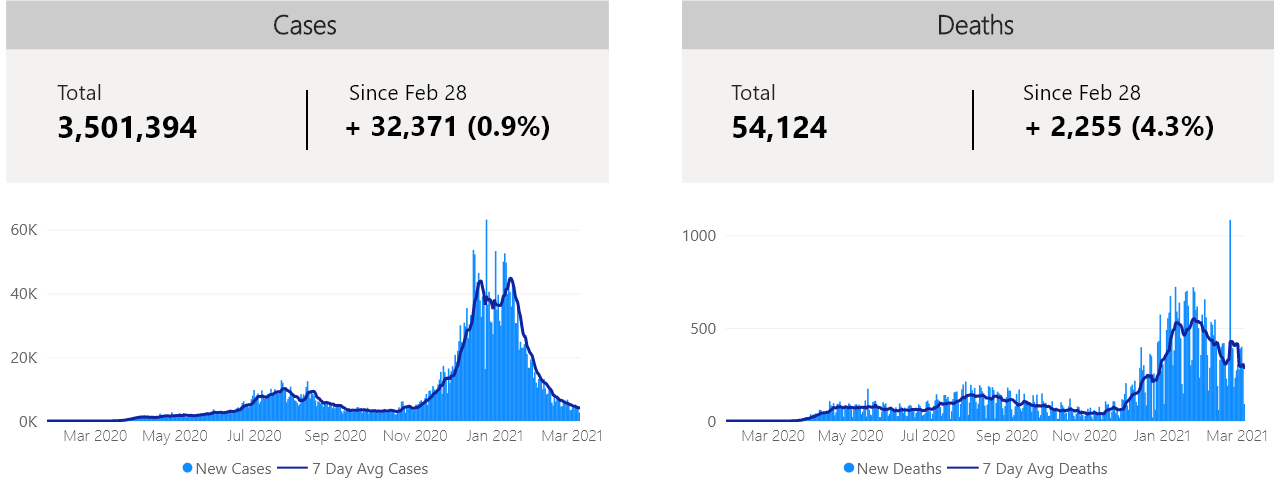 Cases
Total
Since Feb 28
3,501,394
+ 32,371 (0.9%)
60K
40K
20K
0K
Mar 2020 May 2020 Jul 2020 Sep 2020 Nov 2020 Jan 2021 Mar 2021
New Cases 7 Day Avg Cases
Deaths
Total
Since Feb 28
54,124
+ 2,255 (4.3%)
1000
500
0
Mar 2020 May 2020 Jul 2020 Sep 2020 Nov 2020 Jan 2021 Mar 2021
New Deaths 7 Day Avg Deaths